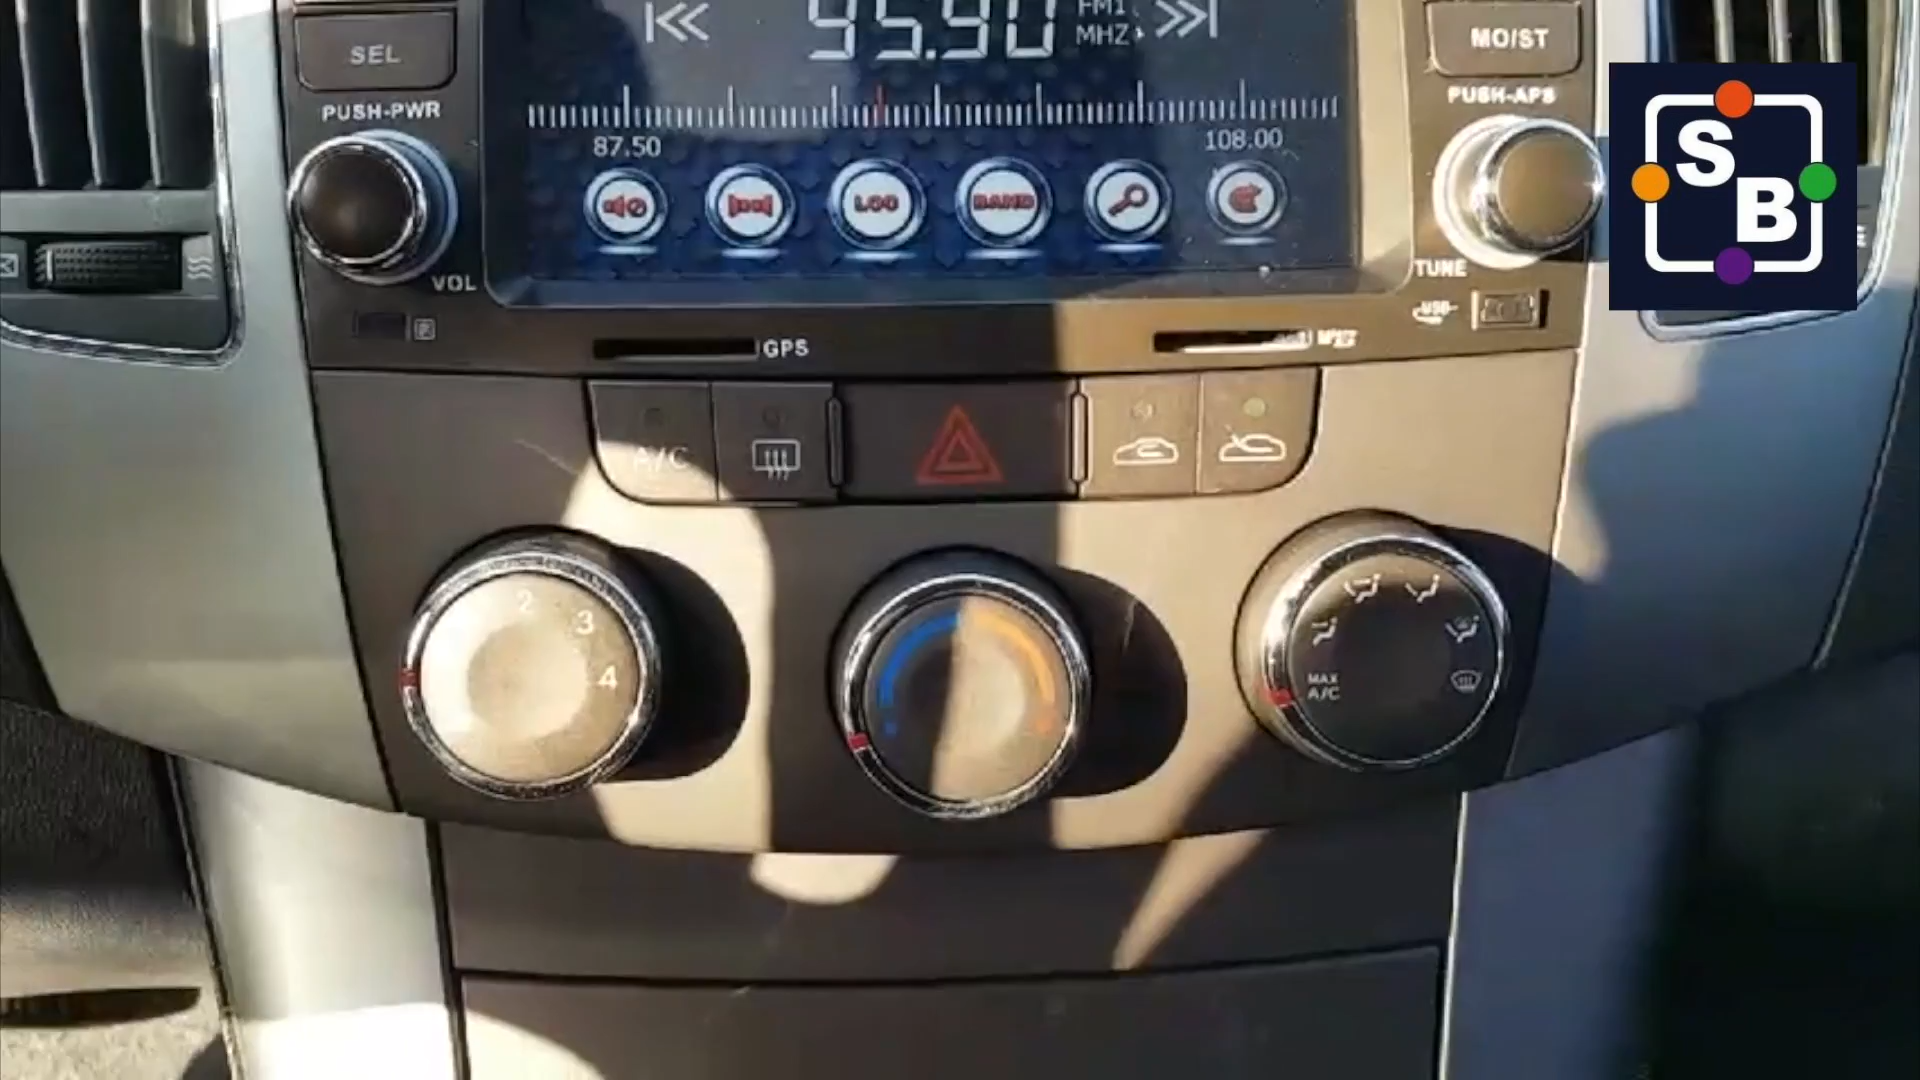 95.90
FM1
MHZ
SEL
MO/ST
PUSH-PWR
PUSH-APS
87.50
108.00
LOC
BAND
VOL
TUNE
USB
GPS
A/C
2
3
4
MAX
A/C
S
B